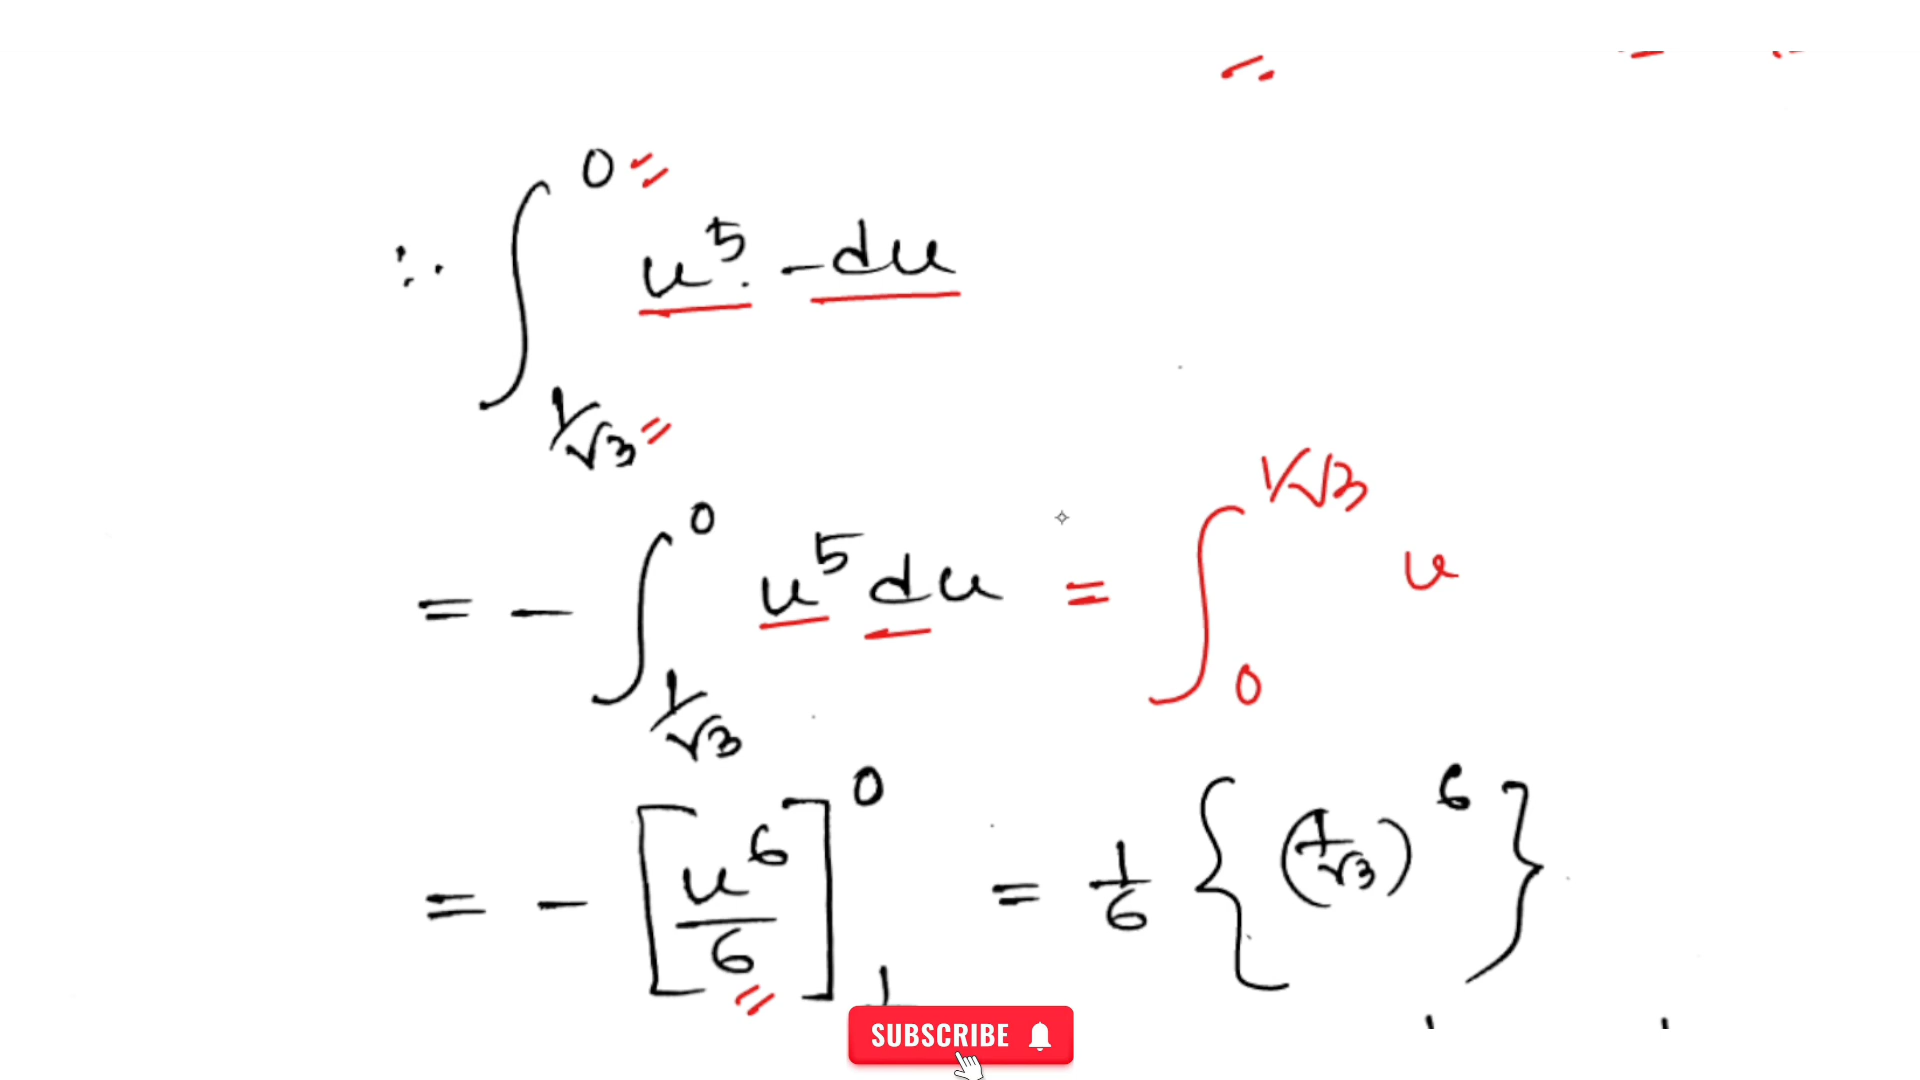 ∵ ∫_{1/√3}^{0} u⁵ · -du
= - ∫_{1/√3}^{0} u⁵ du = ∫_{0}^{1/√3} u
= - [u⁶/6]^{0} = 1/6 {(1/√3)⁶}
SUBSCRIBE